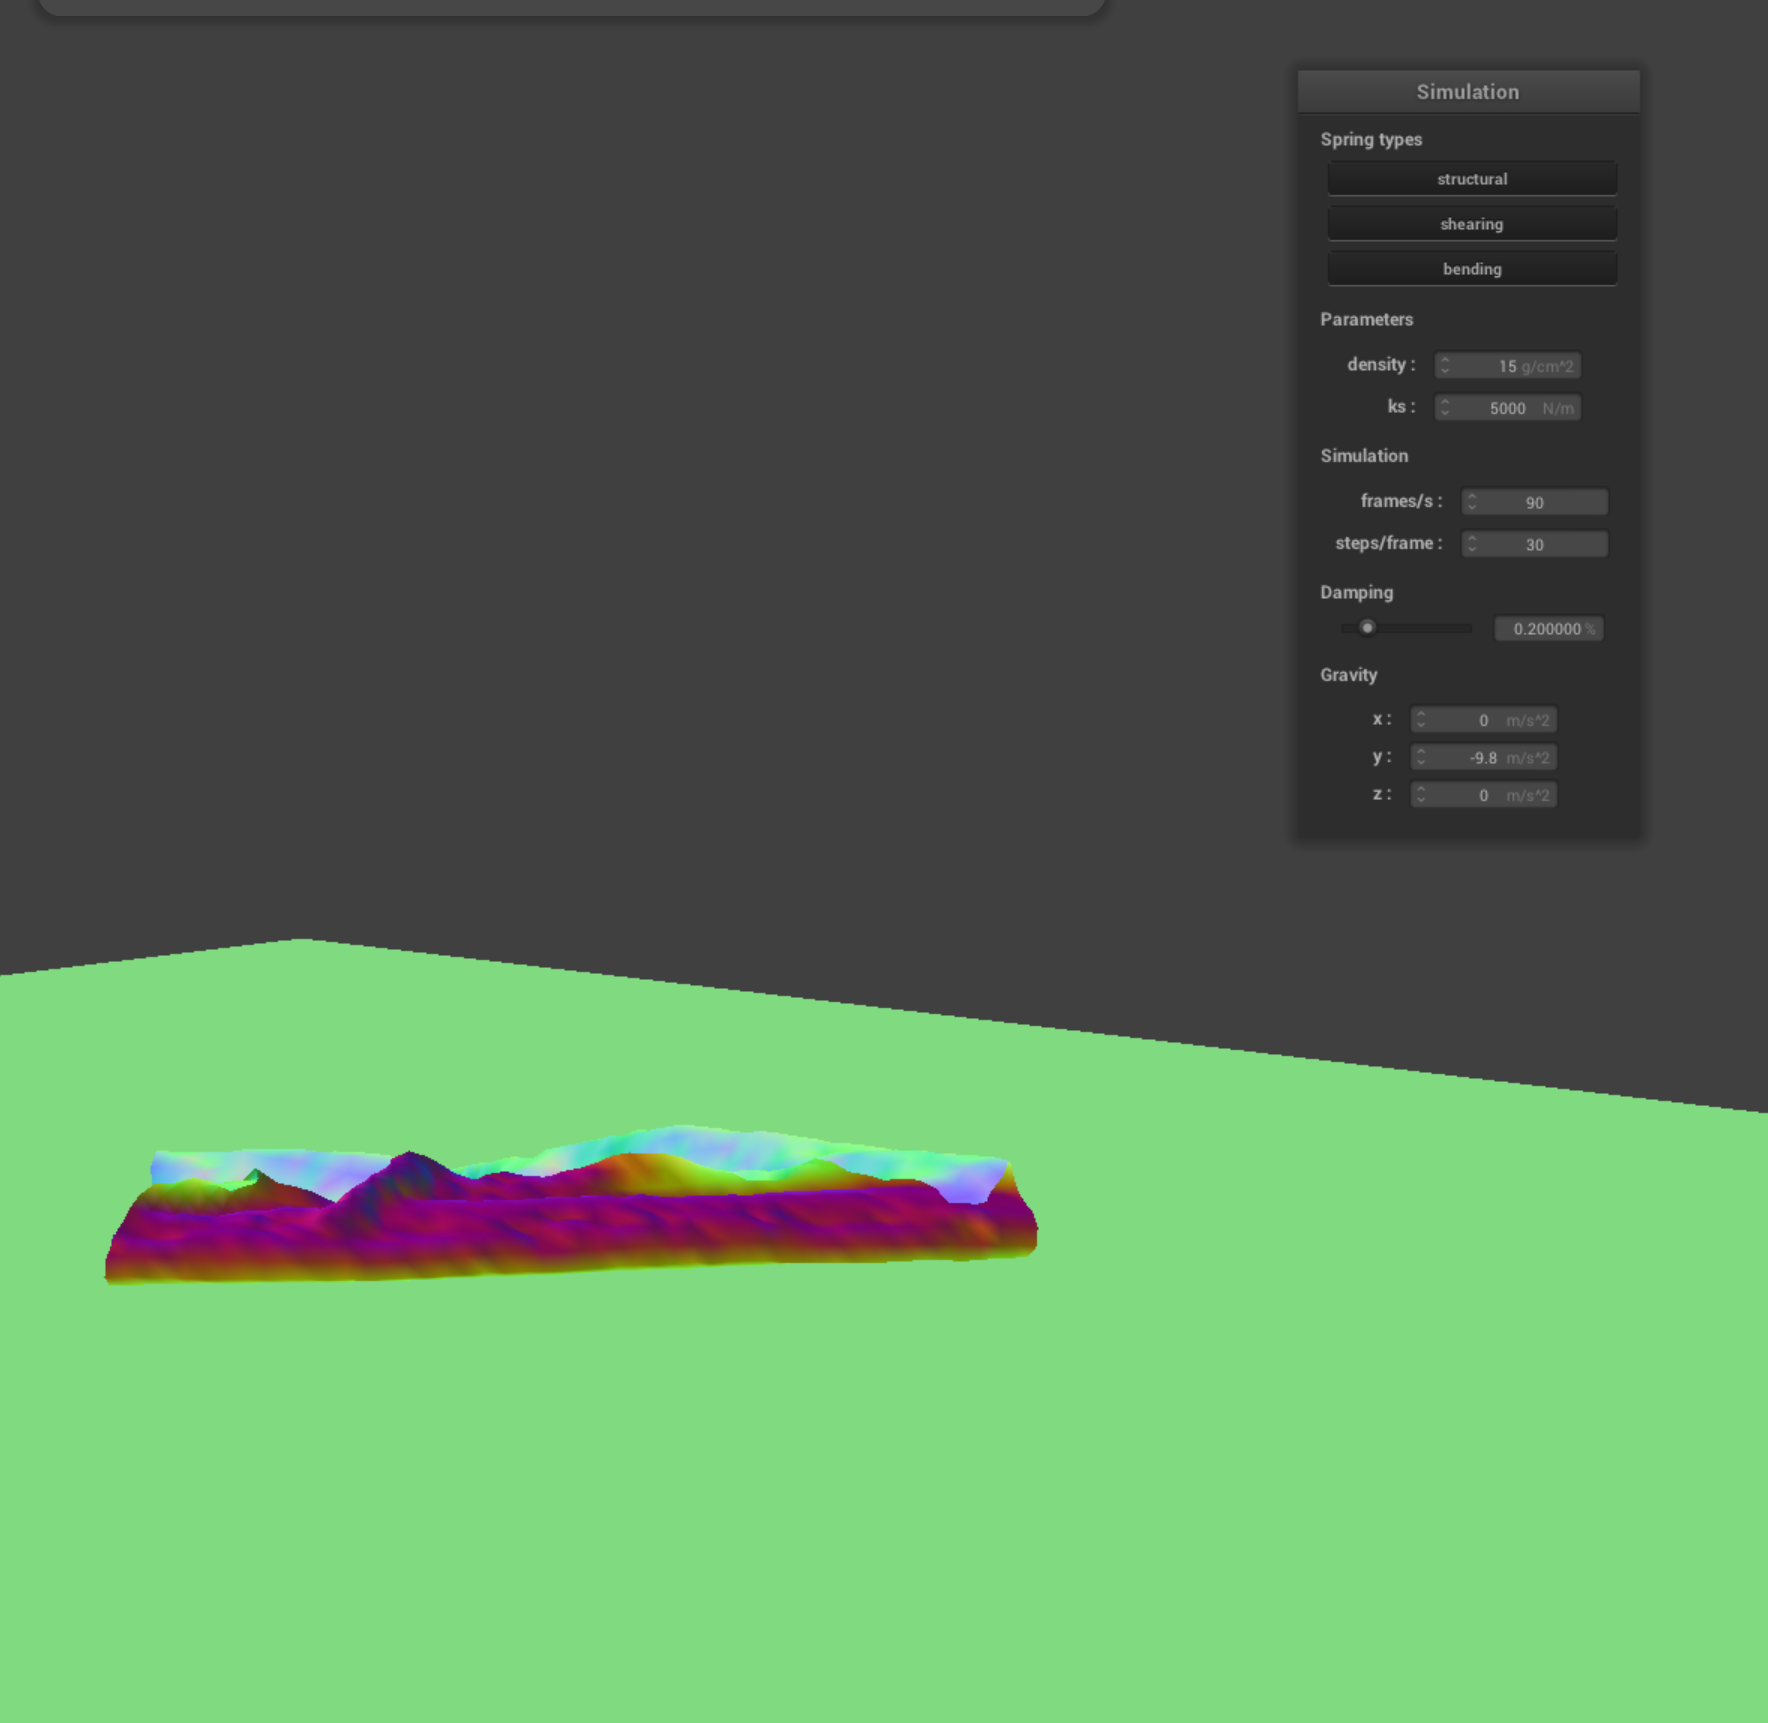 Simulation
Spring types
structural
shearing
bending
Parameters
density : 15 g/cm^2
ks : 5000 N/m
Simulation
frames/s : 90
steps/frame : 30
Damping
0.200000 %
Gravity
x : 0 m/s^2
y : -9.8 m/s^2
z : 0 m/s^2